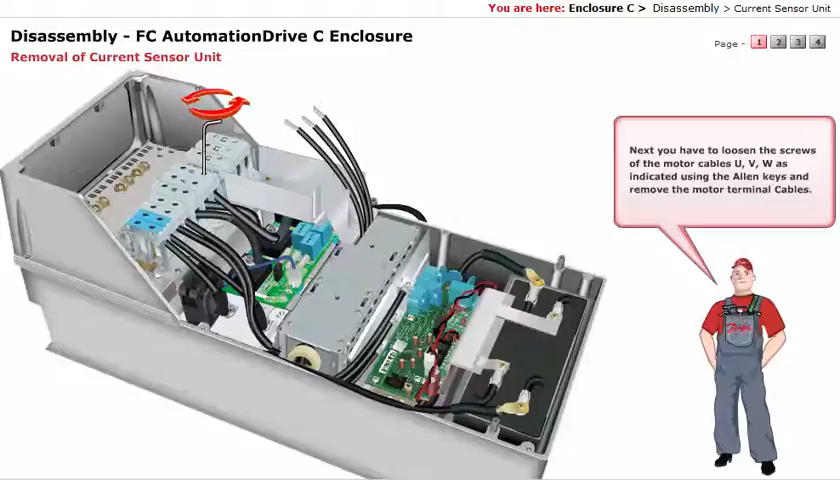 You are here: Enclosure C > Disassembly > Current Sensor Unit
Disassembly - FC AutomationDrive C Enclosure
Removal of Current Sensor Unit
Page - 1 2 3 4
Next you have to loosen the screws
of the motor cables U, V, W as
indicated using the Allen keys and
remove the motor terminal Cables.
Danfoss